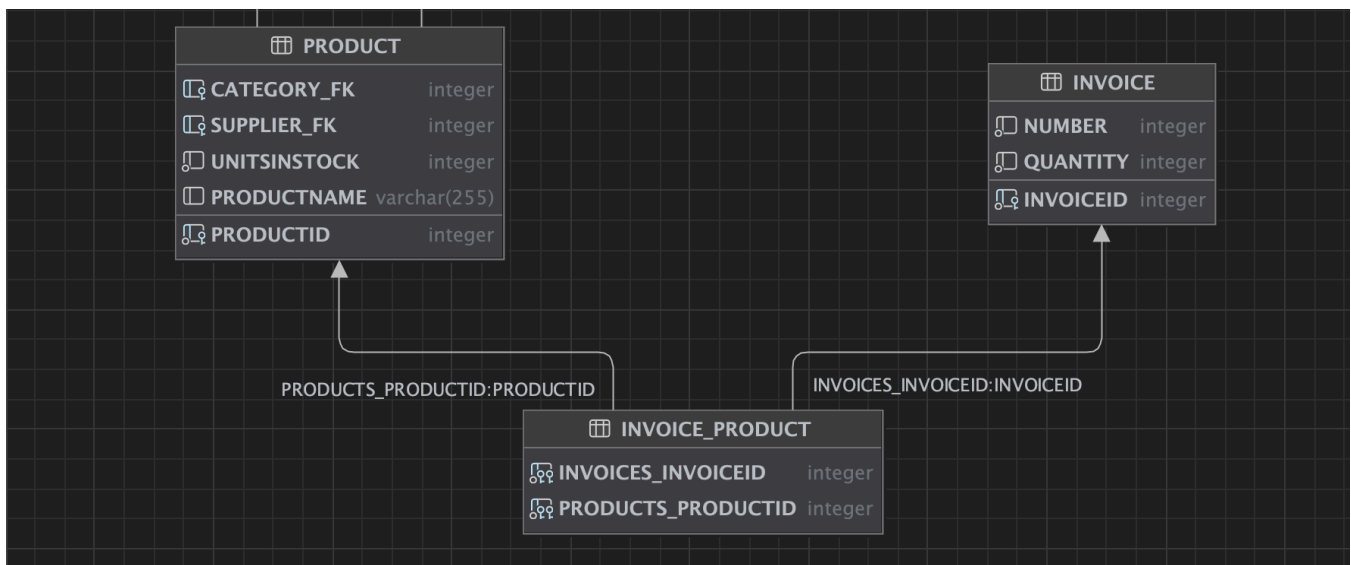 PRODUCT
CATEGORY_FK integer
SUPPLIER_FK integer
UNITSINSTOCK integer
PRODUCTNAME varchar(255)
PRODUCTID integer
INVOICE
NUMBER integer
QUANTITY integer
INVOICEID integer
PRODUCTS_PRODUCTID:PRODUCTID
INVOICES_INVOICEID:INVOICEID
INVOICE_PRODUCT
INVOICES_INVOICEID integer
PRODUCTS_PRODUCTID integer